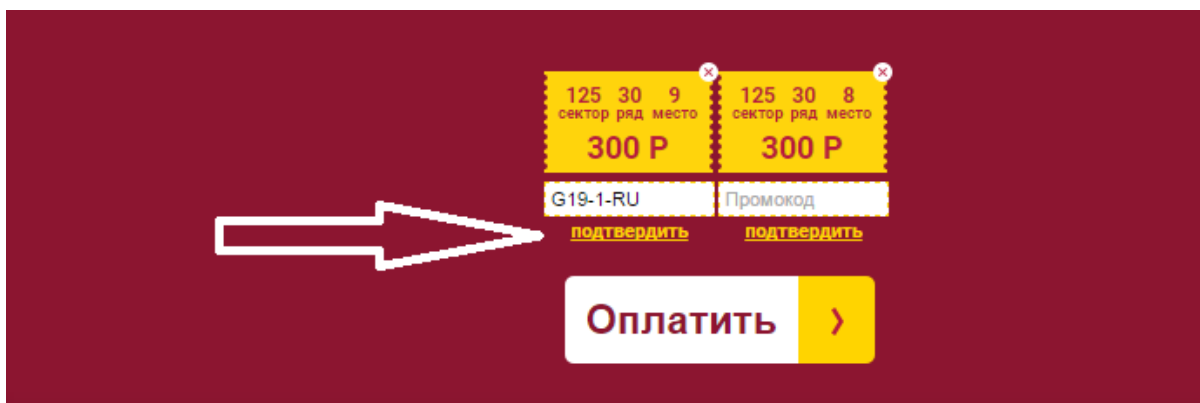 125 30 9
сектор ряд место
300 Р
125 30 8
сектор ряд место
300 Р
G19-1-RU
Промокод
подтвердить
подтвердить
Оплатить